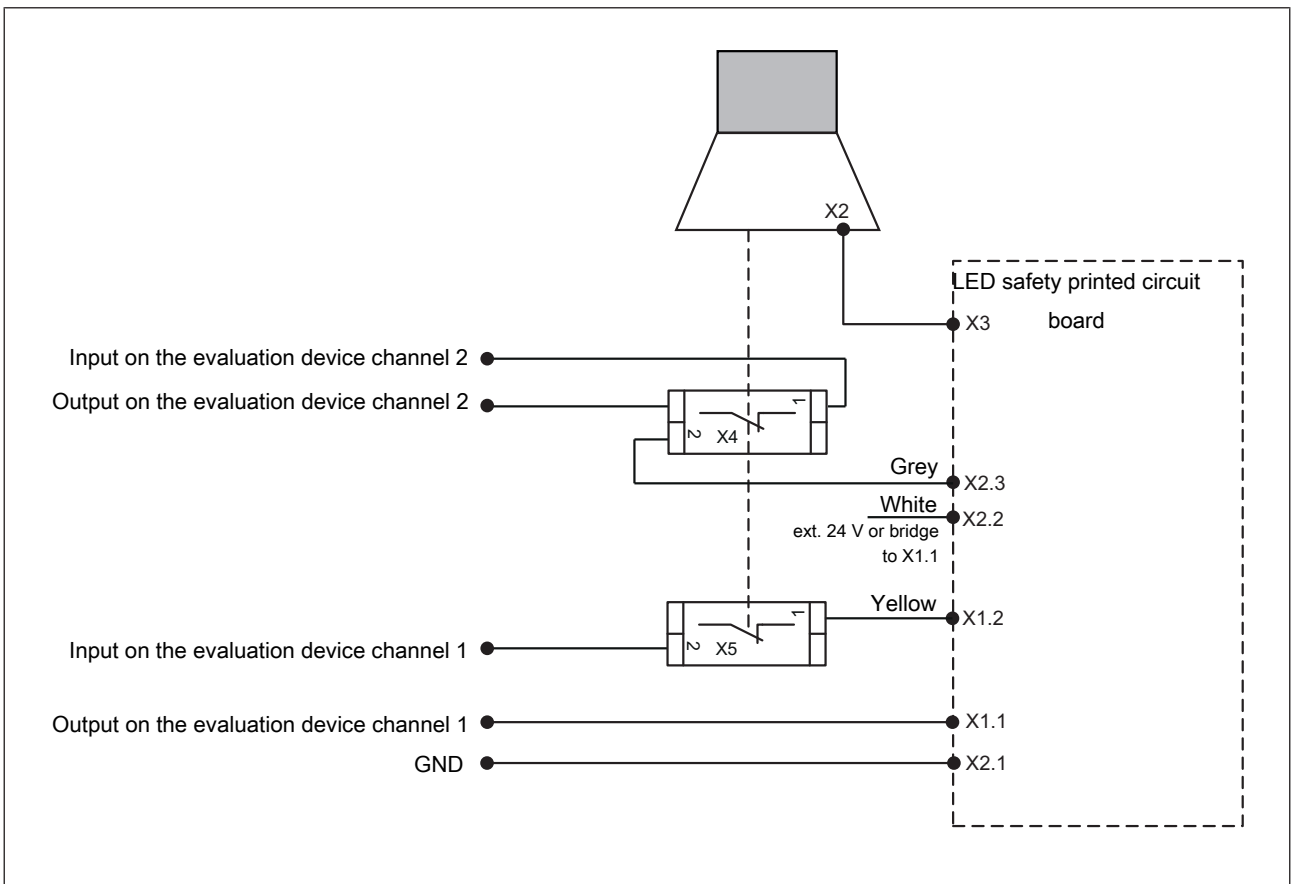 X2
LED safety printed circuit
board
X3
Input on the evaluation device channel 2
Output on the evaluation device channel 2
1
2
X4
Grey
X2.3
White
X2.2
ext. 24 V or bridge
to X1.1
Yellow
1
X1.2
2
X5
Input on the evaluation device channel 1
Output on the evaluation device channel 1
X1.1
GND
X2.1